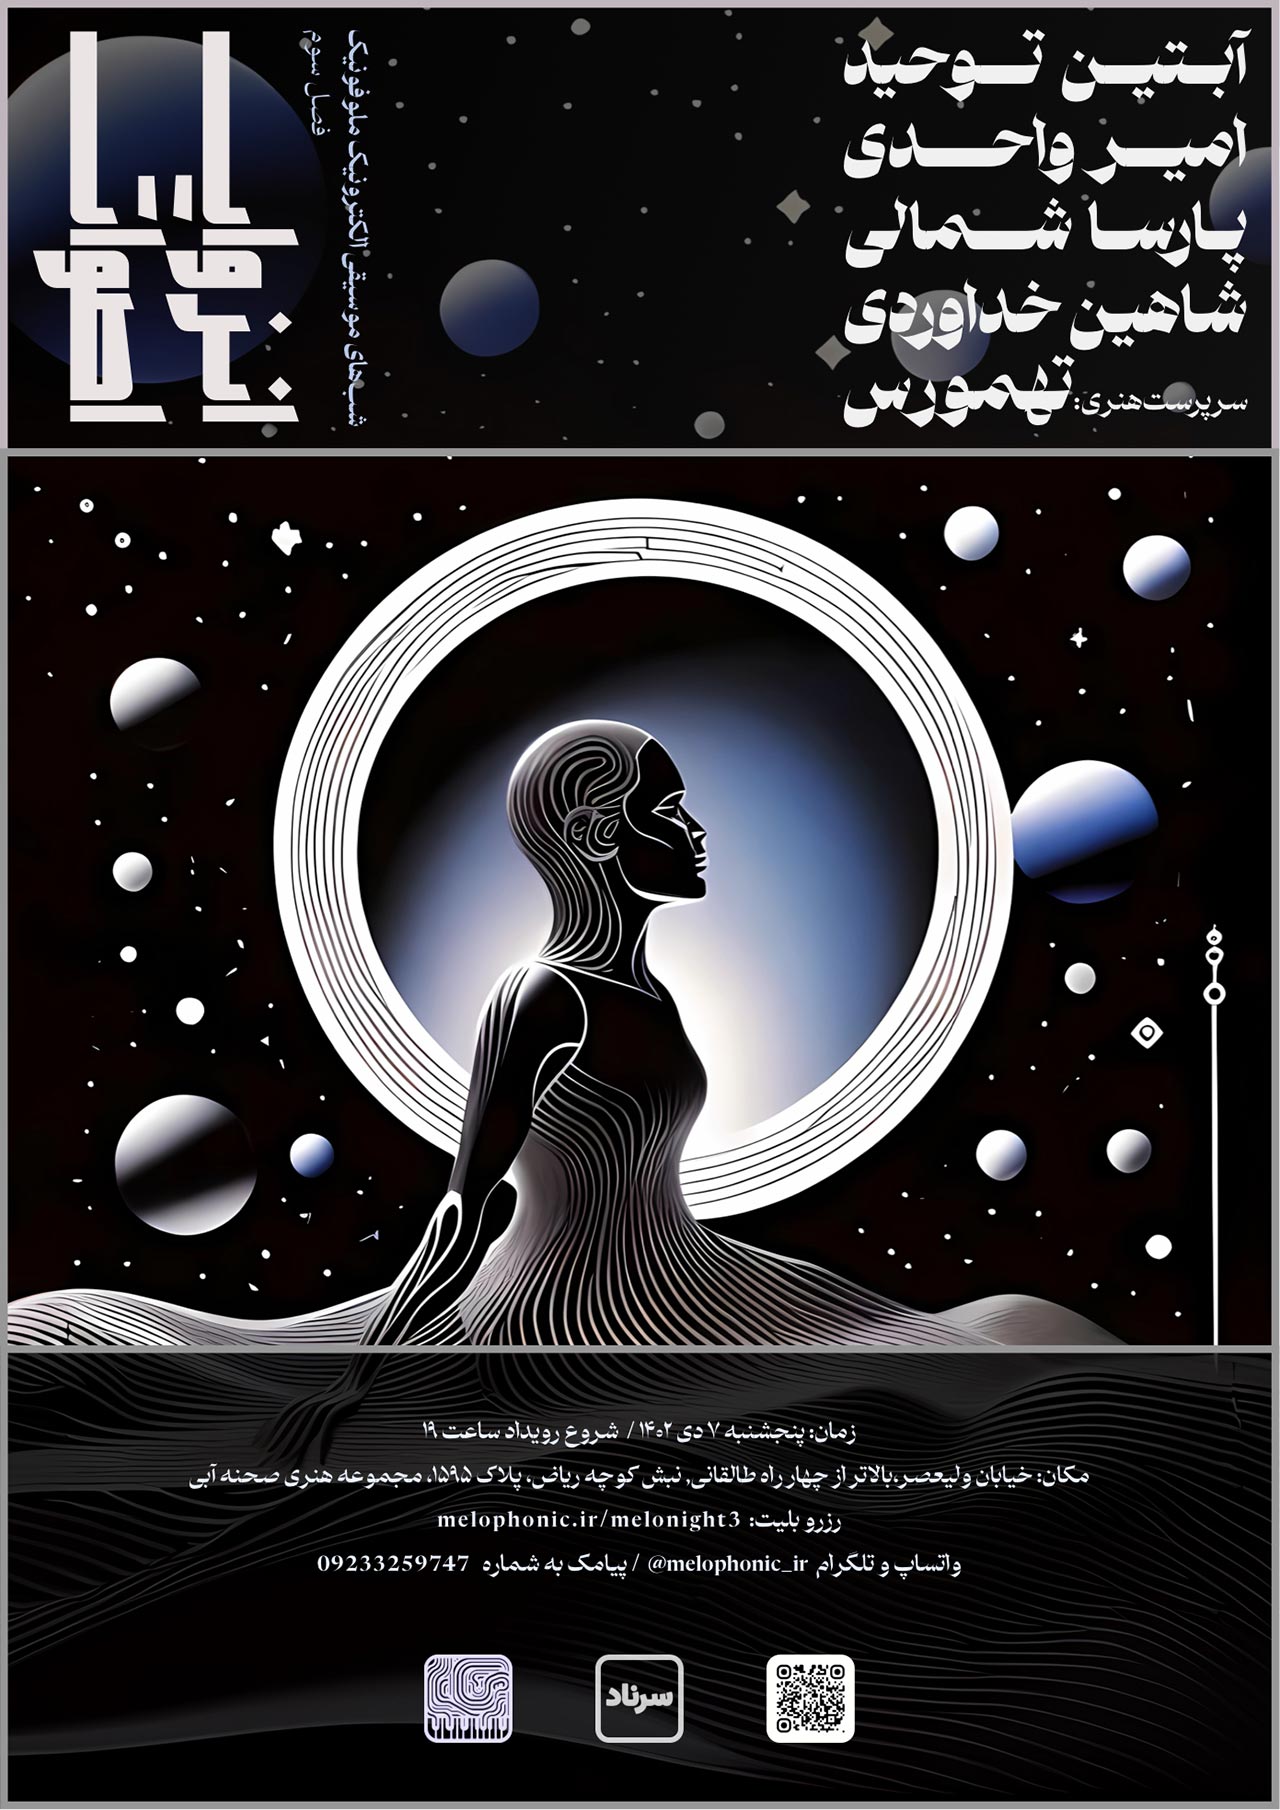 آبتین توحید
امیر واحدی
پارسا شمالی
شاهین خداوردی
سرپرست‌هنری: تهمورس
شب‌های موسیقی الکترونیک ملوفونیک
فصل سوم
زمان: پنجشنبه ۷ دی ۱۴۰۲ / شروع رویداد ساعت ۱۹
مکان: خیابان ولیعصر،بالاتر از چهارراه طالقانی, نبش کوچه ریاض، پلاک ۱۵۹۵، مجموعه هنری صحنه آبی
رزرو بلیت: melophonic.ir/melonight3
واتساپ و تلگرام @melophonic_ir / پیامک به شماره 09233259747
سرناد